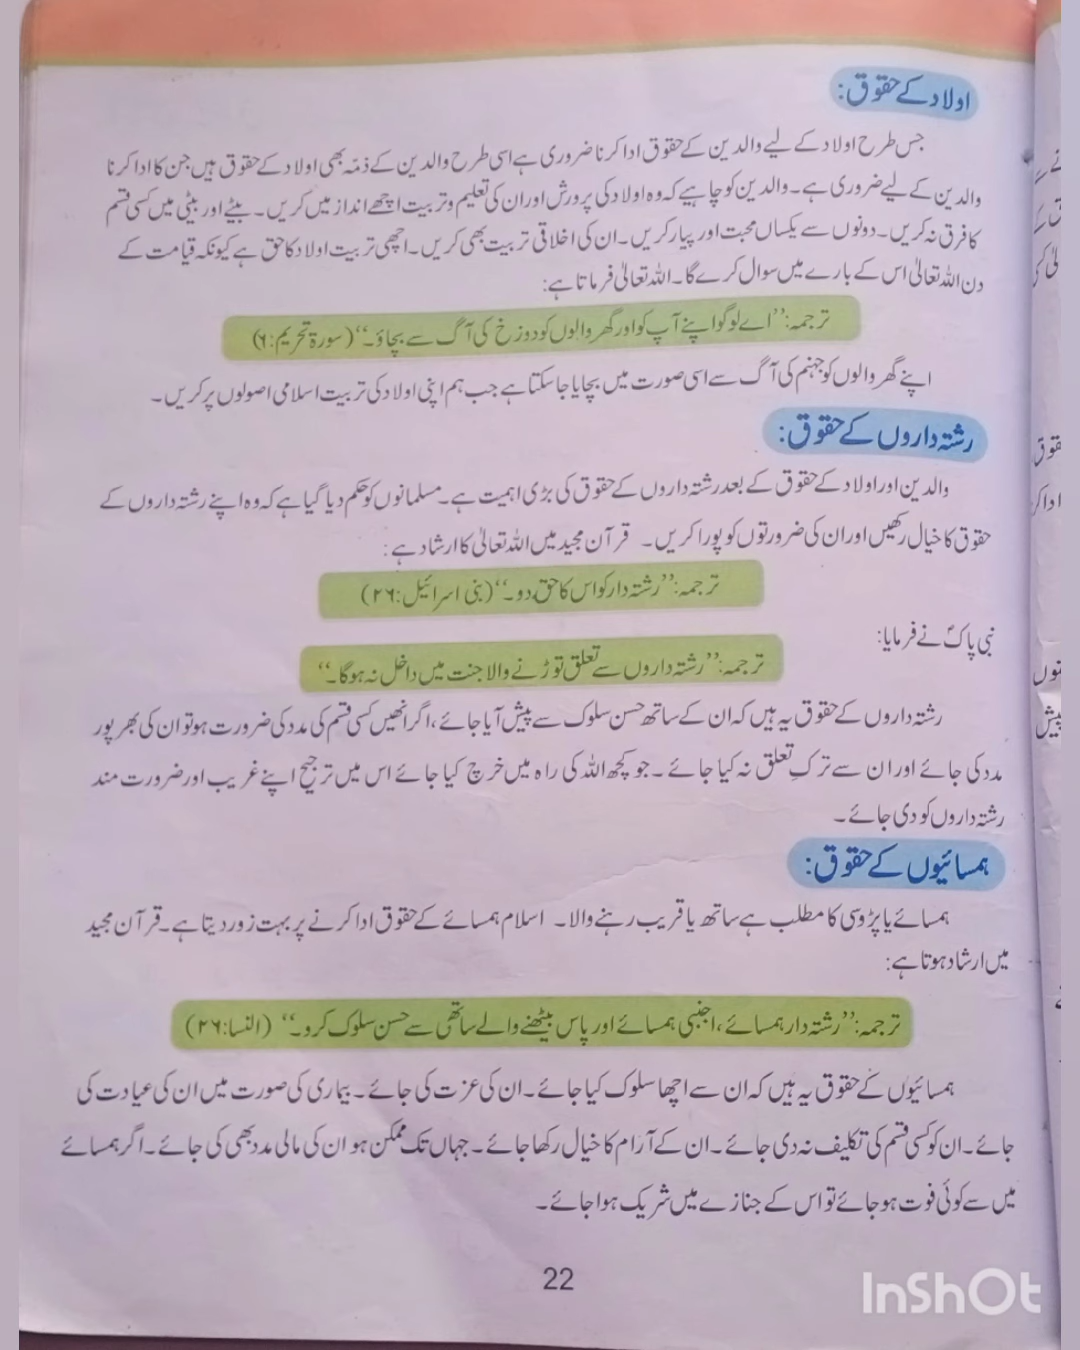 اولاد کے حقوق:
جس طرح اولاد کے لیے والدین کے حقوق ادا کرنا ضروری ہے اسی طرح والدین کے ذمّہ بھی اولاد کے حقوق ہیں جن کا ادا کرنا
والدین کے لیے ضروری ہے۔ والدین کو چاہیے کہ وہ اولاد کی پرورش اور ان کی تعلیم و تربیت اچھے انداز میں کریں۔ بیٹے اور بیٹی میں کسی قسم
کا فرق نہ کریں۔ دونوں سے یکساں محبت اور پیار کریں۔ ان کی اخلاقی تربیت بھی کریں۔ اچھی تربیت اولاد کا حق ہے کیونکہ قیامت کے
دن اللہ تعالیٰ اس کے بارے میں سوال کرے گا۔ اللہ تعالیٰ فرماتا ہے:
ترجمہ: ’’اے لوگو اپنے آپ کو اور گھر والوں کو دوزخ کی آگ سے بچاؤ۔‘‘ (سورۃ تحریم: ۶)
اپنے گھر والوں کو جہنم کی آگ سے اسی صورت میں بچایا جا سکتا ہے جب ہم اپنی اولاد کی تربیت اسلامی اصولوں پر کریں۔
رشتہ داروں کے حقوق:
والدین اور اولاد کے حقوق کے بعد رشتہ داروں کے حقوق کی بڑی اہمیت ہے۔ مسلمانوں کو حکم دیا گیا ہے کہ وہ اپنے رشتہ داروں کے
حقوق کا خیال رکھیں اور ان کی ضرورتوں کو پورا کریں۔ قرآن مجید میں اللہ تعالیٰ کا ارشاد ہے:
ترجمہ: ’’رشتہ دار کو اس کا حق دو۔‘‘ (بنی اسرائیل: ۲۶)
نبی پاکؐ نے فرمایا:
ترجمہ: ’’رشتہ داروں سے تعلق توڑنے والا جنت میں داخل نہ ہوگا۔‘‘
رشتہ داروں کے حقوق یہ ہیں کہ ان کے ساتھ حسن سلوک سے پیش آیا جائے، اگر انھیں کسی قسم کی مدد کی ضرورت ہو تو ان کی بھرپور
مدد کی جائے اور ان سے ترکِ تعلق نہ کیا جائے۔ جو کچھ اللہ کی راہ میں خرچ کیا جائے اس میں ترجیح اپنے غریب اور ضرورت مند
رشتہ داروں کو دی جائے۔
ہمسائیوں کے حقوق:
ہمسائے یا پڑوسی کا مطلب ہے ساتھ یا قریب رہنے والا۔ اسلام ہمسائے کے حقوق ادا کرنے پر بہت زور دیتا ہے۔ قرآن مجید
میں ارشاد ہوتا ہے:
ترجمہ: ’’رشتہ دار ہمسائے، اجنبی ہمسائے اور پاس بیٹھنے والے ساتھی سے حسن سلوک کرو۔‘‘ (النسا: ۲۶)
ہمسائیوں کے حقوق یہ ہیں کہ ان سے اچھا سلوک کیا جائے۔ ان کی عزت کی جائے۔ بیماری کی صورت میں ان کی عیادت کی
جائے۔ ان کو کسی قسم کی تکلیف نہ دی جائے۔ ان کے آرام کا خیال رکھا جائے۔ جہاں تک ممکن ہو ان کی مالی مدد بھی کی جائے۔ اگر ہمسائے
میں سے کوئی فوت ہو جائے تو اس کے جنازے میں شریک ہوا جائے۔
22
InShOt